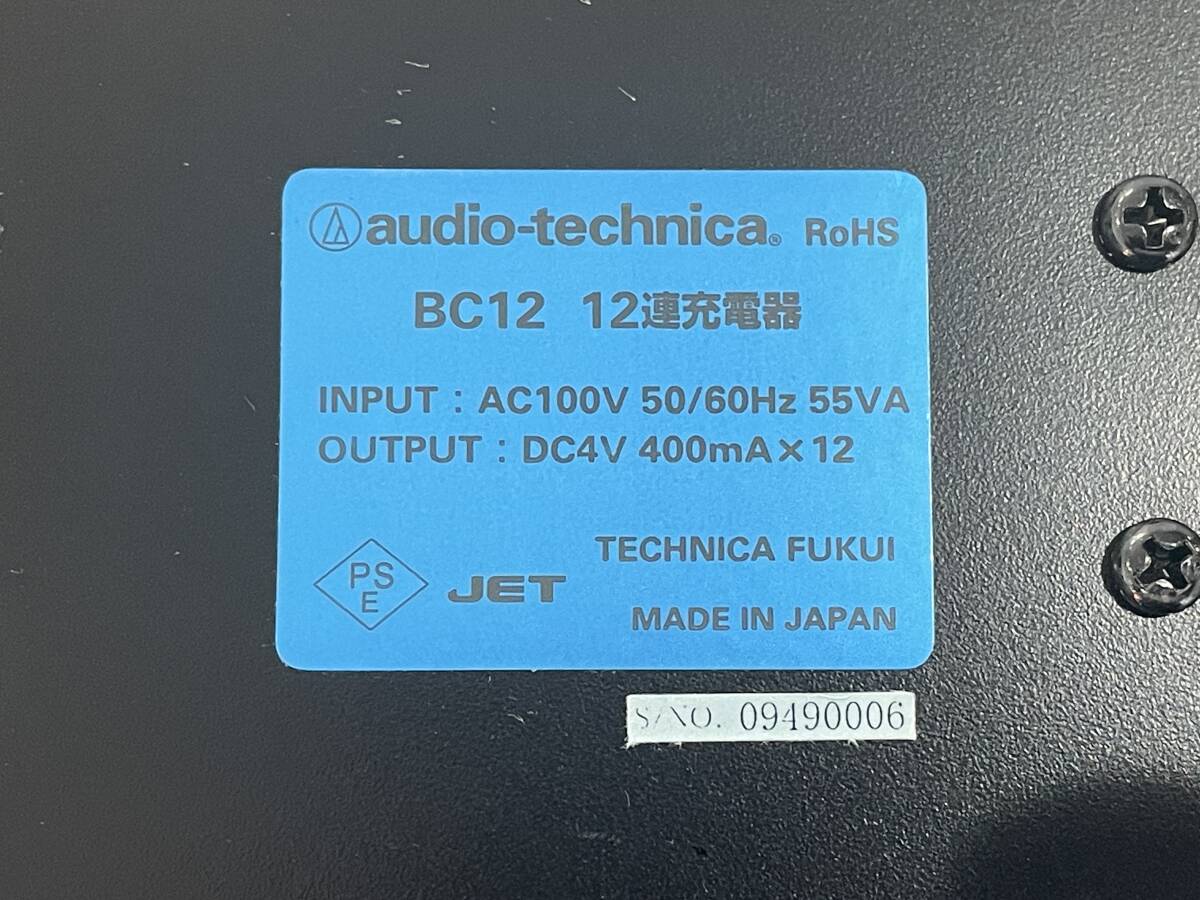 audio-technica® RoHS
BC12 12連充電器
INPUT : AC100V 50/60Hz 55VA
OUTPUT : DC4V 400mA×12
TECHNICA FUKUI
PS
E
JET
MADE IN JAPAN
S/NO. 09490006